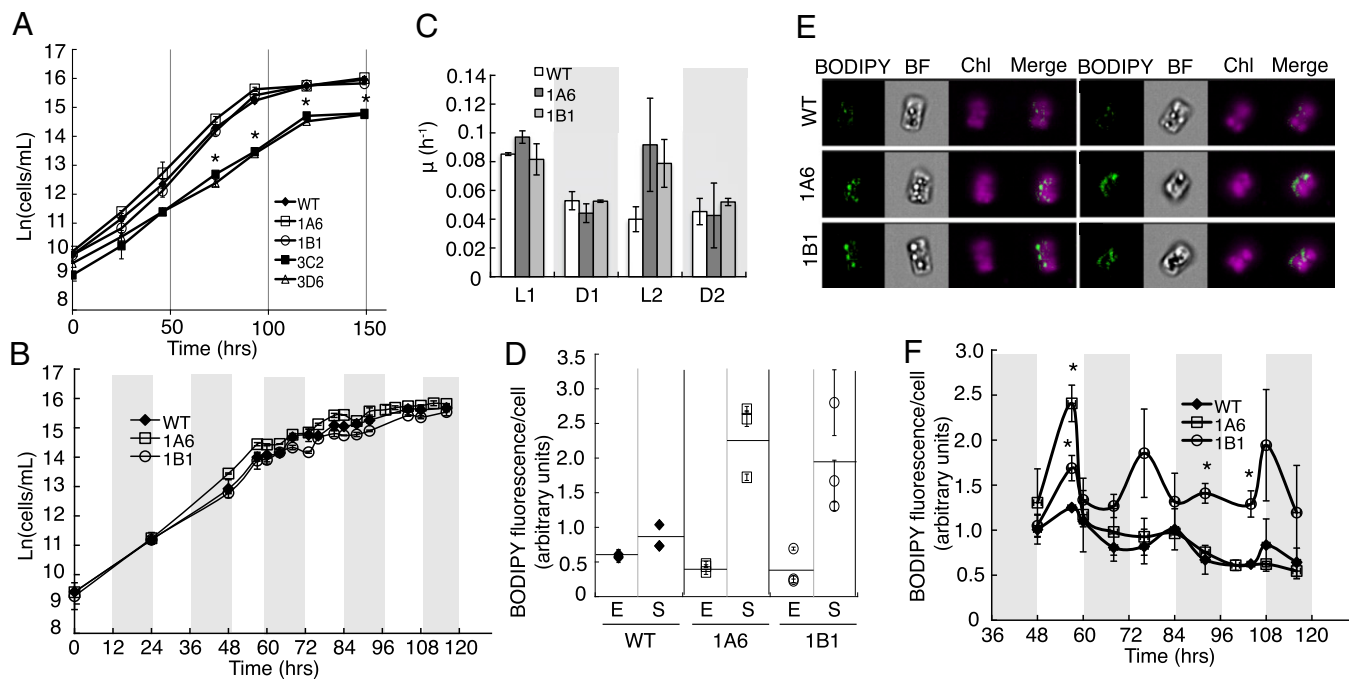 A
17
16
15
14
13
12
11
10
9
8
Ln(cells/mL)
*
*
*
*
WT
1A6
1B1
3C2
3D6
0
50
100
150
Time (hrs)
B
17
16
15
14
13
12
11
10
9
8
Ln(cells/mL)
WT
1A6
1B1
0 12 24 36 48 60 72 84 96 108 120
Time (hrs)
C
0.14
0.12
0.1
0.08
0.06
0.04
0.02
0
μ (h⁻¹)
WT
1A6
1B1
L1 D1 L2 D2
D
3.5
3.0
2.5
2.0
1.5
1.0
0.5
0
BODIPY fluorescence/cell
(arbitrary units)
E S E S E S
WT 1A6 1B1
E
BODIPY BF Chl Merge BODIPY BF Chl Merge
WT
1A6
1B1
F
3.0
2.5
2.0
1.5
1.0
0.5
0
BODIPY fluorescence/cell
(arbitrary units)
*
*
*
*
WT
1A6
1B1
36 48 60 72 84 96 108 120
Time (hrs)